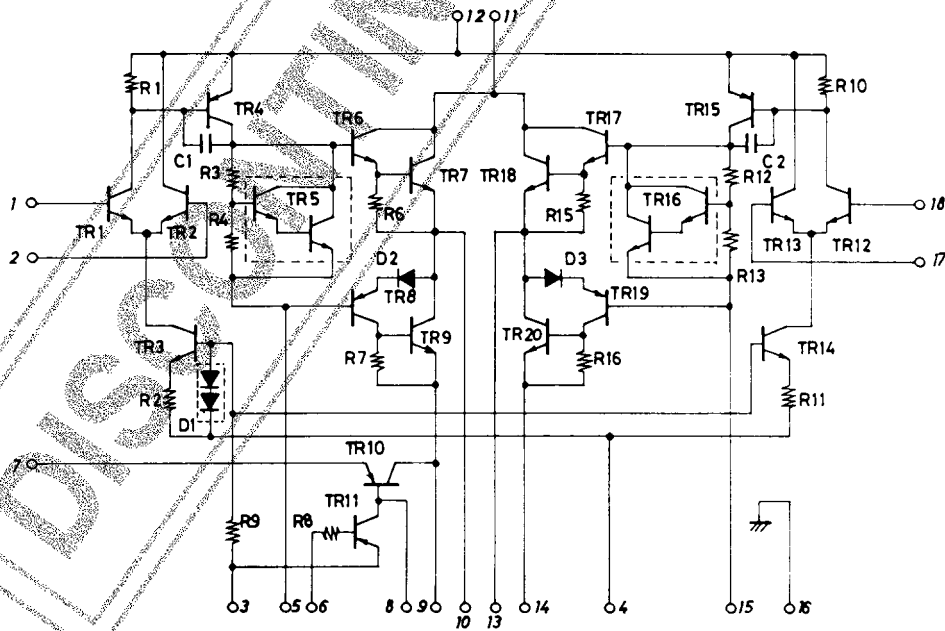 12 11
R1
R10
TR4
TR15
TR6
TR17
C1
C2
R3
R12
TR7
TR18
1
TR1
TR2
R4
TR5
R6
R15
TR16
TR13
TR12
18
2
17
D2
D3
R13
TR8
TR19
TR3
TR9
TR20
TR14
R7
R16
R2
D1
R11
7
TR10
TR11
R9
R8
3
5
6
8
9
10
13
14
4
15
16
DISCONTIN